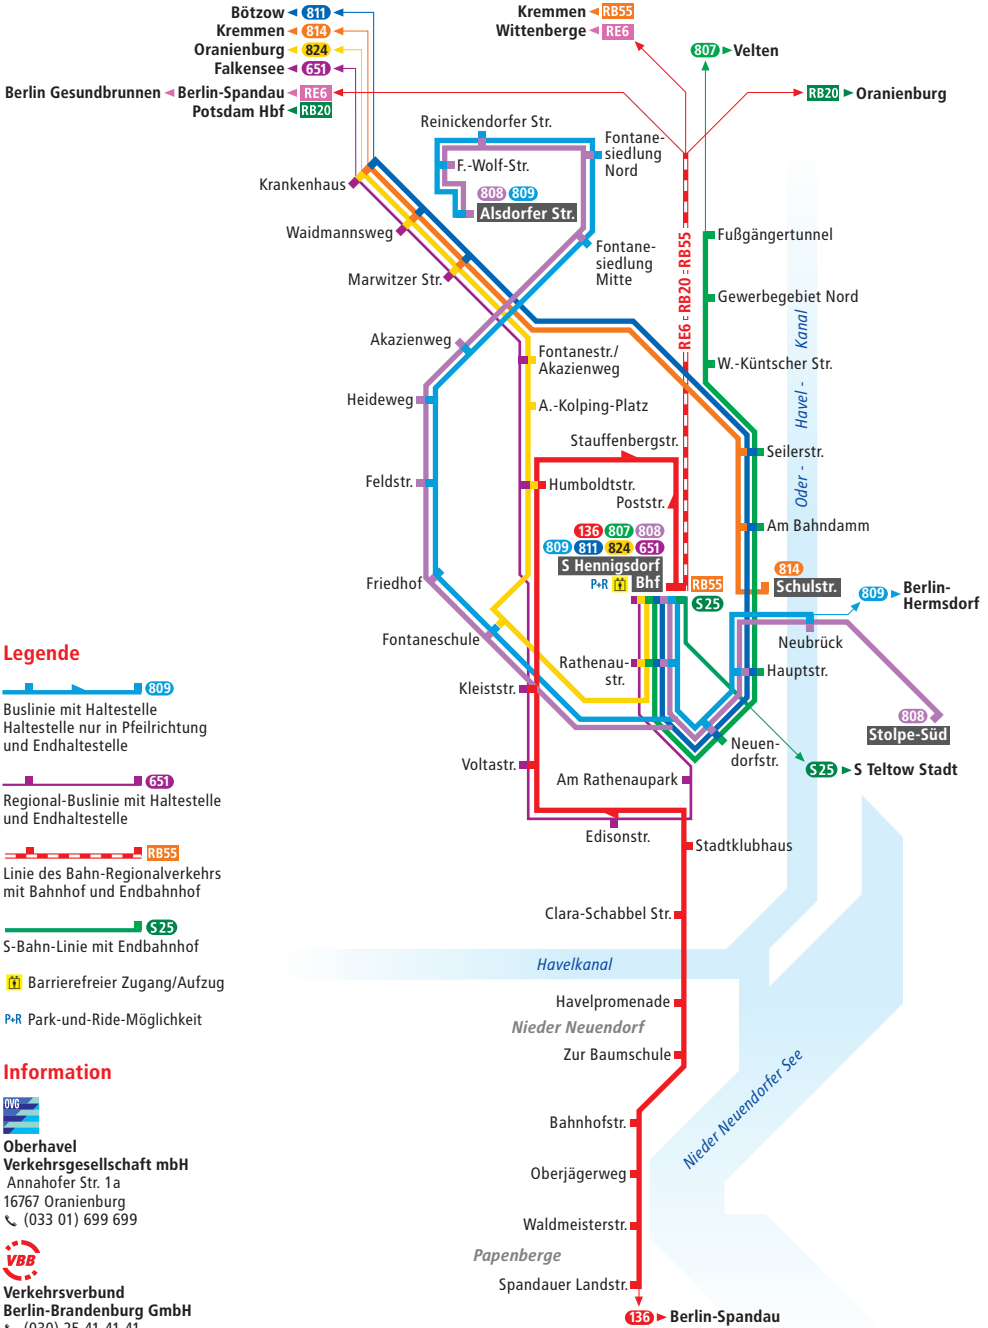 Bötzow 811
Kremmen 814
Oranienburg 824
Falkensee 651
Berlin Gesundbrunnen Berlin-Spandau RE6
Potsdam Hbf RB20
Kremmen RB55
Wittenberge RE6
807 Velten
RB20 Oranienburg
Reinickendorfer Str.
Fontane-
siedlung
Nord
F.-Wolf-Str.
808 809
Alsdorfer Str.
Krankenhaus
Waidmannsweg
Marwitzer Str.
Fontane-
siedlung
Mitte
Fußgängertunnel
Gewerbegebiet Nord
W.-Küntscher Str.
RE6 RB20 RB55
Oder - Havel - Kanal
Akazienweg
Fontanestr./
Akazienweg
Heideweg
A.-Kolping-Platz
Stauffenbergstr.
Seilerstr.
Feldstr.
Humboldtstr.
Poststr.
Am Bahndamm
136 807 808
809 811 824 651
S Hennigsdorf
P+R Bhf
RB55
S25
814
Schulstr.
Friedhof
809 Berlin-
Hermsdorf
Fontaneschule
Neubrück
Rathenau-
str.
Hauptstr.
Kleiststr.
808
Stolpe-Süd
Neuen-
dorfstr.
Voltastr.
Am Rathenaupark
S25 S Teltow Stadt
Edisonstr.
Stadtklubhaus
Clara-Schabbel Str.
Havelkanal
Havelpromenade
Nieder Neuendorf
Zur Baumschule
Nieder Neuendorfer See
Bahnhofstr.
Oberjägerweg
Waldmeisterstr.
Papenberge
Spandauer Landstr.
136 Berlin-Spandau
Legende
809
Buslinie mit Haltestelle
Haltestelle nur in Pfeilrichtung
und Endhaltestelle
651
Regional-Buslinie mit Haltestelle
und Endhaltestelle
RB55
Linie des Bahn-Regionalverkehrs
mit Bahnhof und Endbahnhof
S25
S-Bahn-Linie mit Endbahnhof
Barrierefreier Zugang/Aufzug
P+R Park-und-Ride-Möglichkeit
Information
OVG
Oberhavel
Verkehrsgesellschaft mbH
Annahofer Str. 1a
16767 Oranienburg
(033 01) 699 699
VBB
Verkehrsverbund
Berlin-Brandenburg GmbH
(030) 25 41 41 41